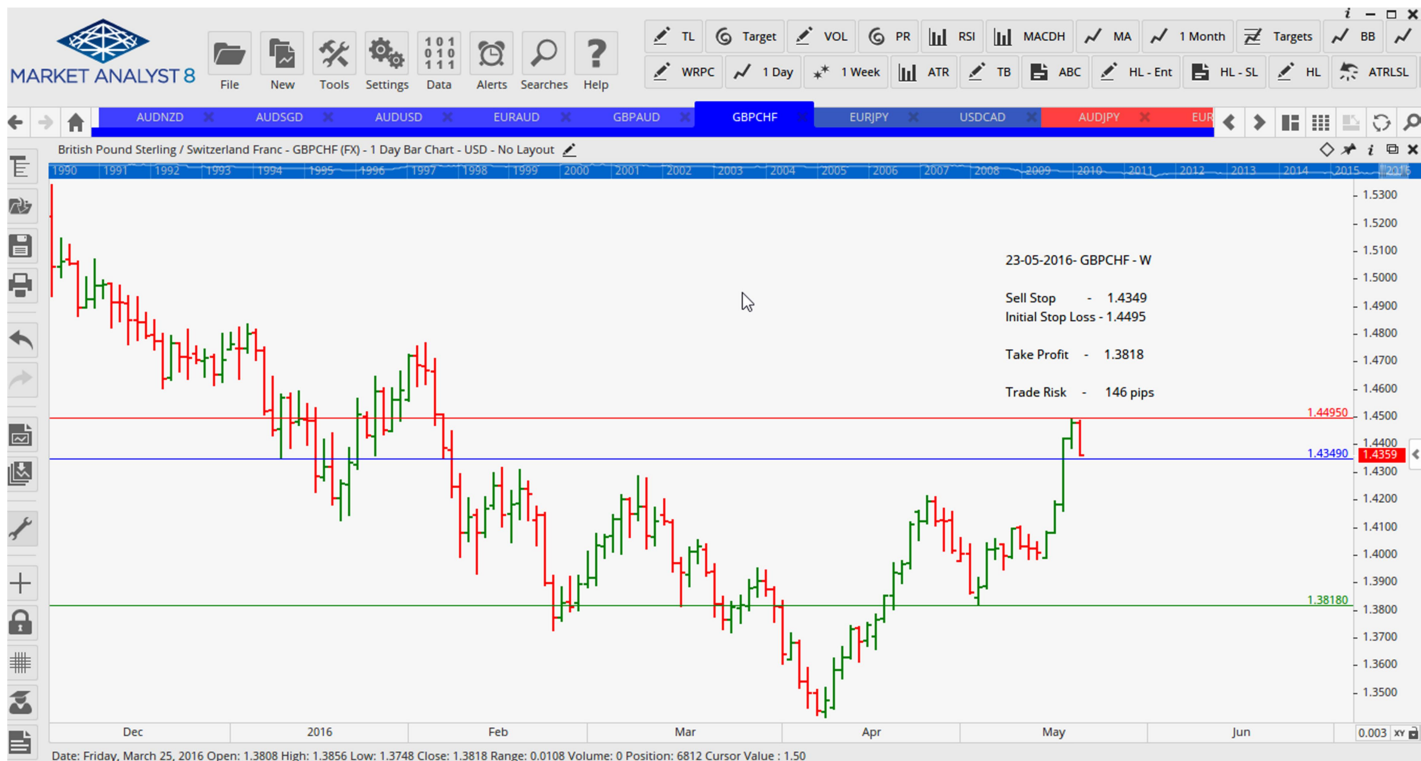 MARKET ANALYST 8
File
New
Tools
Settings
Data
Alerts
Searches
Help
TL
Target
VOL
PR
RSI
MACDH
MA
1 Month
Targets
BB
WRPC
1 Day
1 Week
ATR
TB
ABC
HL - Ent
HL - SL
HL
ATRLSL
AUDNZD
AUDSGD
AUDUSD
EURAUD
GBPAUD
GBPCHF
EURJPY
USDCAD
AUDJPY
EUR
British Pound Sterling / Switzerland Franc - GBPCHF (FX) - 1 Day Bar Chart - USD - No Layout
1990 1991 1992 1993 1994 1995 1996 1997 1998 1999 2000 2001 2002 2003 2004 2005 2006 2007 2008 2009 2010 2011 2012 2013 2014 2015 2016
1.5300
1.5200
1.5100
1.5000
1.4900
1.4800
1.4700
1.4600
1.4500
1.4400
1.4359
1.4300
1.4200
1.4100
1.4000
1.3900
1.3800
1.3700
1.3600
1.3500
23-05-2016- GBPCHF - W
Sell Stop - 1.4349
Initial Stop Loss - 1.4495
Take Profit - 1.3818
Trade Risk - 146 pips
1.44950
1.43490
1.38180
Dec 2016 Feb Mar Apr May Jun
0.003 XY
Date: Friday, March 25, 2016 Open: 1.3808 High: 1.3856 Low: 1.3748 Close: 1.3818 Range: 0.0108 Volume: 0 Position: 6812 Cursor Value : 1.50